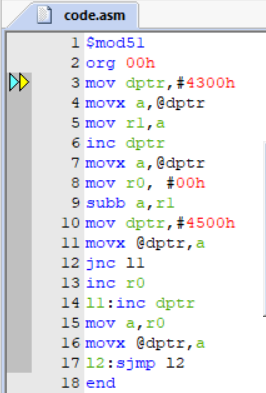 code.asm
1 $mod51
2 org 00h
3 mov dptr,#4300h
4 movx a,@dptr
5 mov r1,a
6 inc dptr
7 movx a,@dptr
8 mov r0, #00h
9 subb a,r1
10 mov dptr,#4500h
11 movx @dptr,a
12 jnc l1
13 inc r0
14 l1:inc dptr
15 mov a,r0
16 movx @dptr,a
17 l2:sjmp l2
18 end